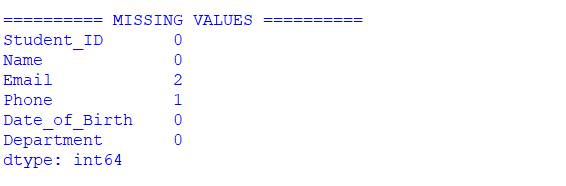 ========== MISSING VALUES ==========
Student_ID       0
Name             0
Email            2
Phone            1
Date_of_Birth    0
Department       0
dtype: int64